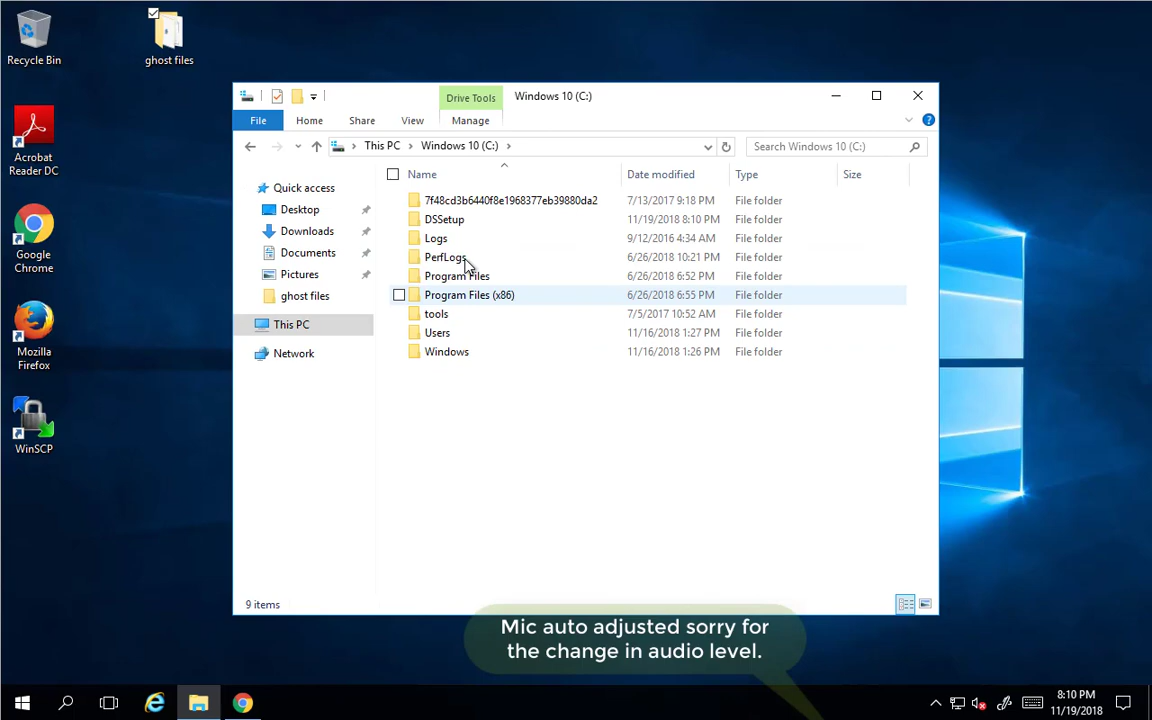 Recycle Bin
ghost files
Acrobat
Reader DC
Google
Chrome
Mozilla
Firefox
WinSCP
Drive Tools
Windows 10 (C:)
File
Home
Share
View
Manage
This PC
Windows 10 (C:)
Search Windows 10 (C:)
Quick access
Desktop
Downloads
Documents
Pictures
ghost files
This PC
Network
Name
Date modified
Type
Size
7f48cd3b6440f8e1968377eb39880da2 7/13/2017 9:18 PM File folder
DSSetup 11/19/2018 8:10 PM File folder
Logs 9/12/2016 4:34 AM File folder
PerfLogs 6/26/2018 10:21 PM File folder
Program Files 6/26/2018 6:52 PM File folder
Program Files (x86) 6/26/2018 6:55 PM File folder
tools 7/5/2017 10:52 AM File folder
Users 11/16/2018 1:27 PM File folder
Windows 11/16/2018 1:26 PM File folder
9 items
Mic auto adjusted sorry for
the change in audio level.
8:10 PM
11/19/2018